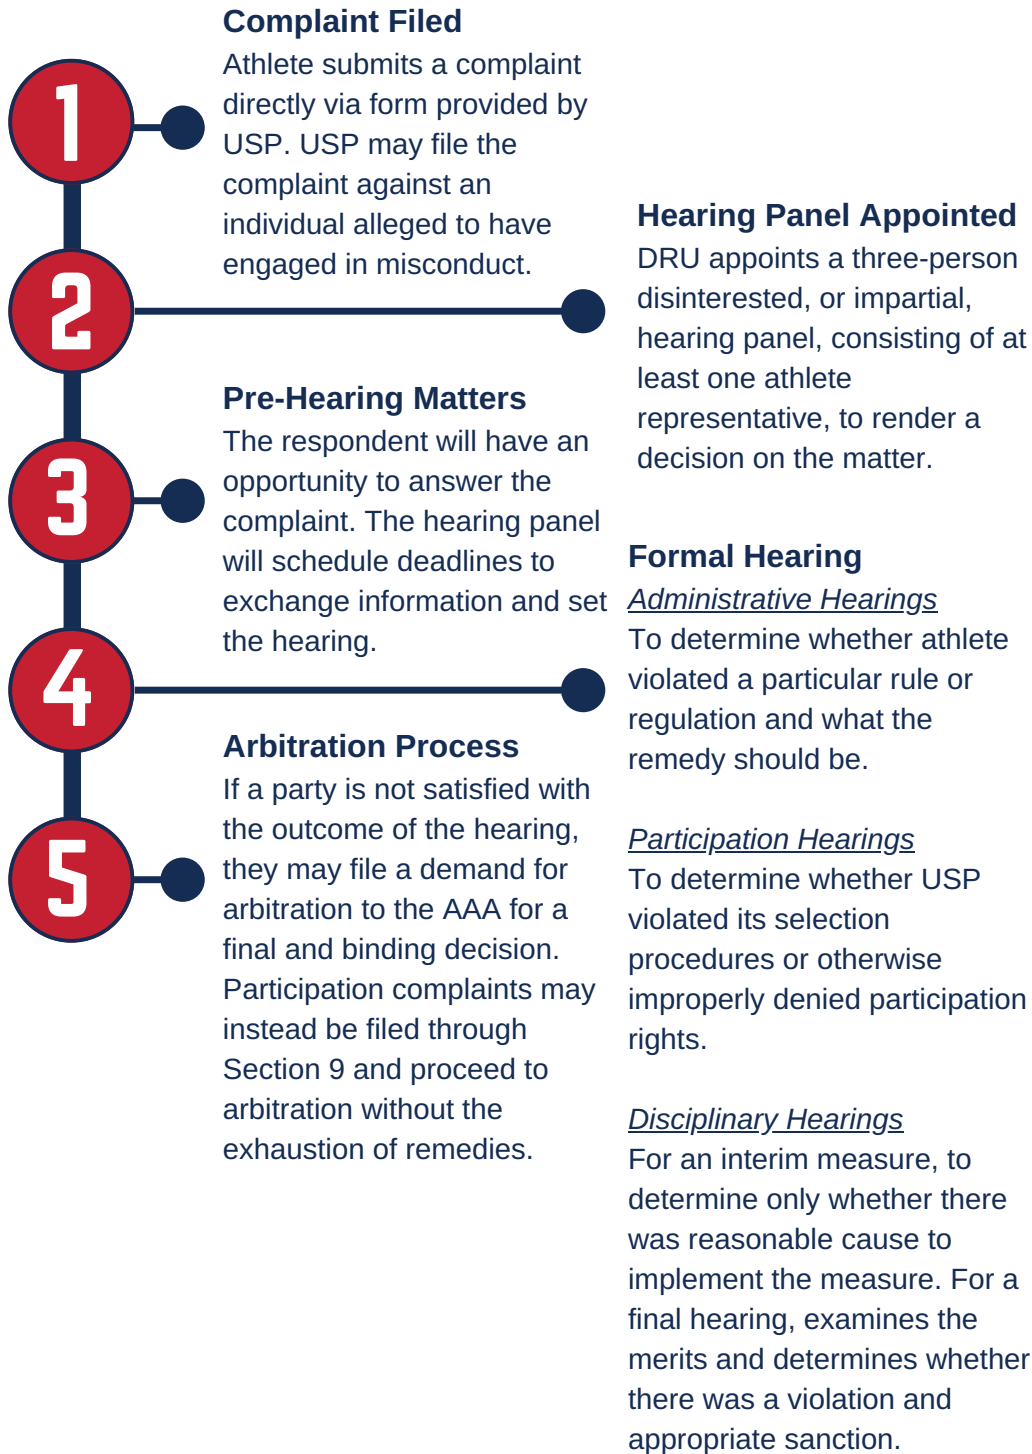 1
Complaint Filed
Athlete submits a complaint
directly via form provided by
USP. USP may file the
complaint against an
individual alleged to have
engaged in misconduct.
2
Hearing Panel Appointed
DRU appoints a three-person
disinterested, or impartial,
hearing panel, consisting of at
least one athlete
representative, to render a
decision on the matter.
3
Pre-Hearing Matters
The respondent will have an
opportunity to answer the
complaint. The hearing panel
will schedule deadlines to
exchange information and set
the hearing.
4
Formal Hearing
Administrative Hearings
To determine whether athlete
violated a particular rule or
regulation and what the
remedy should be.
Participation Hearings
To determine whether USP
violated its selection
procedures or otherwise
improperly denied participation
rights.
Disciplinary Hearings
For an interim measure, to
determine only whether there
was reasonable cause to
implement the measure. For a
final hearing, examines the
merits and determines whether
there was a violation and
appropriate sanction.
5
Arbitration Process
If a party is not satisfied with
the outcome of the hearing,
they may file a demand for
arbitration to the AAA for a
final and binding decision.
Participation complaints may
instead be filed through
Section 9 and proceed to
arbitration without the
exhaustion of remedies.